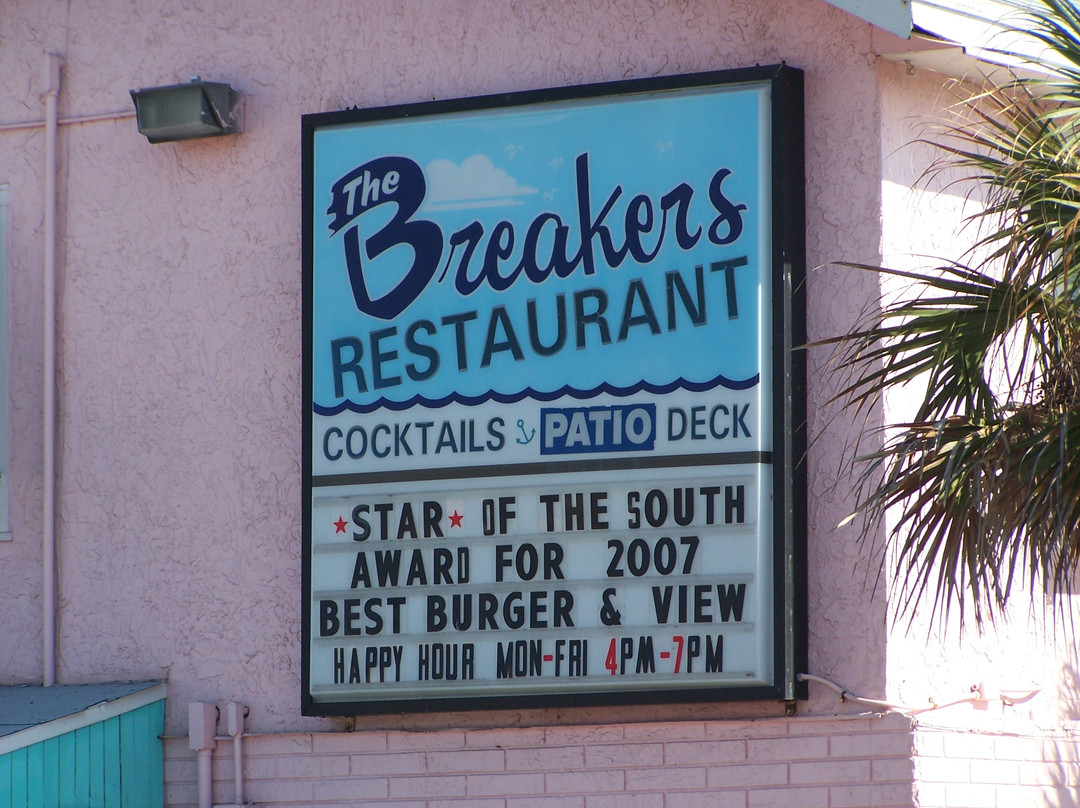 The
Breakers
RESTAURANT
COCKTAILS PATIO DECK
★STAR★ OF THE SOUTH
AWARD FOR 2007
BEST BURGER & VIEW
HAPPY HOUR MON-FRI 4PM-7PM